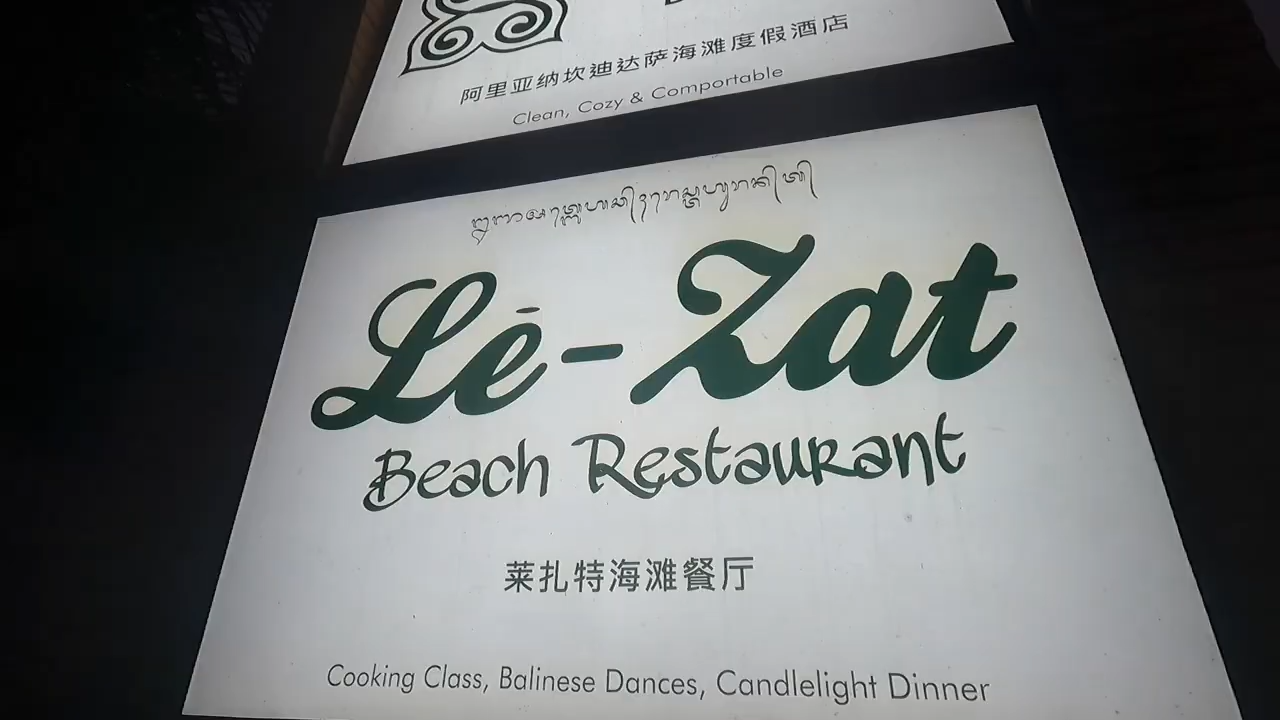 阿里亚纳坎迪达萨海滩度假酒店
Clean, Cozy & Comportable
Lē-Zat
Beach Restaurant
莱扎特海滩餐厅
Cooking Class, Balinese Dances, Candlelight Dinner